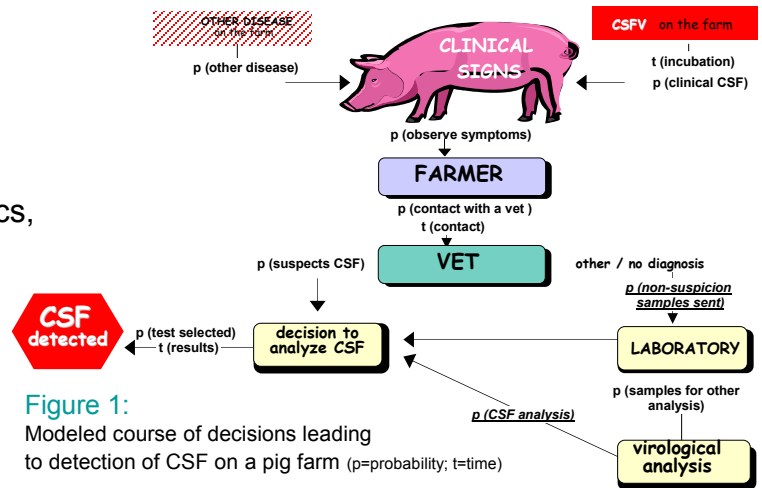 OTHER DISEASE
on the farm
CSFV on the farm
CLINICAL
SIGNS
p (other disease)
t (incubation)
p (clinical CSF)
p (observe symptoms)
FARMER
cs,
p (contact with a vet )
t (contact)
p (suspects CSF)
VET
other / no diagnosis
p (non-suspicion
samples sent)
CSF
detected
p (test selected)
t (results)
decision to
analyze CSF
LABORATORY
p (samples for other
analysis)
p (CSF analysis)
virological
analysis
Figure 1:
Modeled course of decisions leading
to detection of CSF on a pig farm (p=probability; t=time)